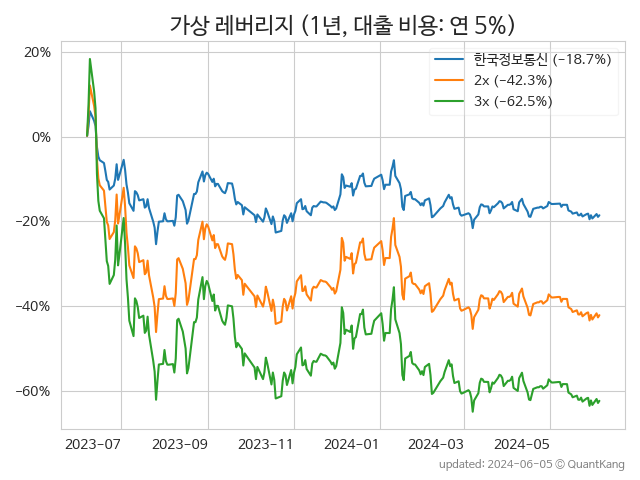 가상 레버리지 (1년, 대출 비용: 연 5%)
한국정보통신 (−18.7%)
2x (−42.3%)
3x (−62.5%)
20%
0%
−20%
−40%
−60%
2023-07
2023-09
2023-11
2024-01
2024-03
2024-05
updated: 2024-06-05 © QuantKang